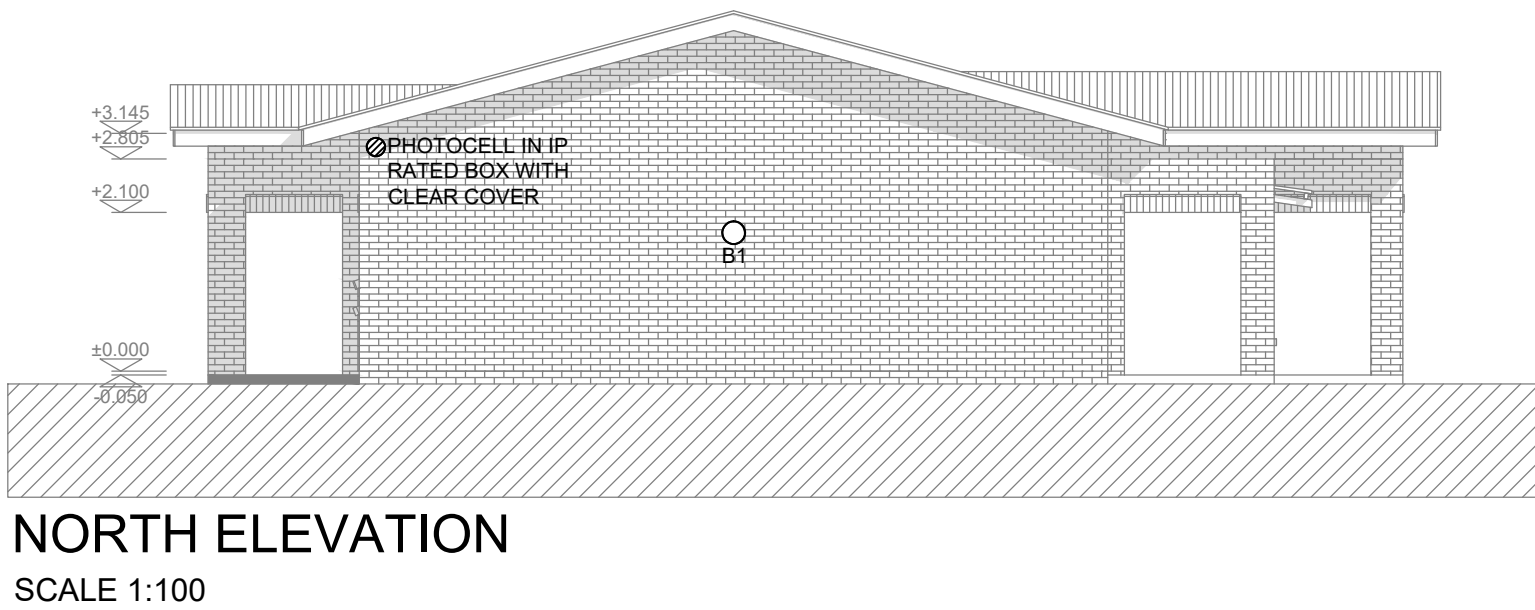 +3.145
+2.805
PHOTOCELL IN IP
RATED BOX WITH
CLEAR COVER
+2.100
B1
±0.000
-0.050
NORTH ELEVATION
SCALE 1:100